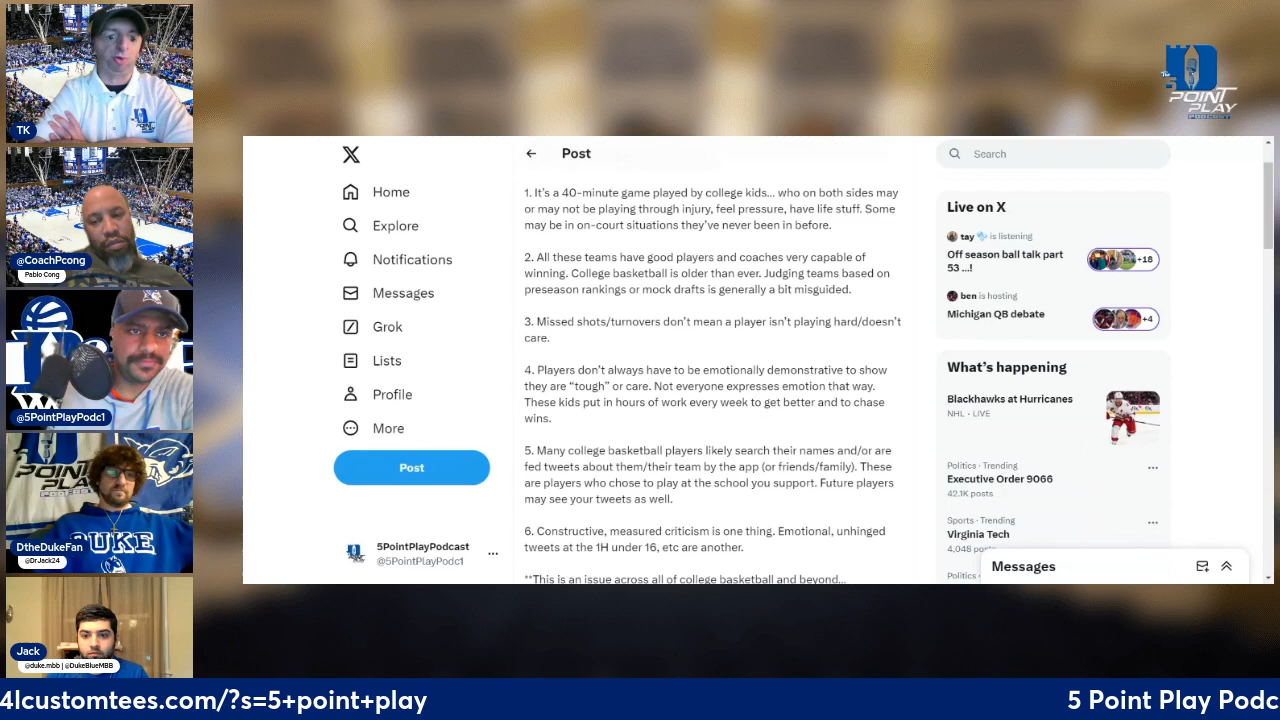 TK
@CoachPcong
Pablo Cong
@5PointPlayPodc1
DtheDukeFan
@DrJack24
DUKE
Jack
@duke.mbb | @DukeBlueMBB
The 5
POINT
PLAY
PODCAST
Home
Explore
Notifications
Messages
Grok
Lists
Profile
More
Post
5PointPlayPodcast
@5PointPlayPodc1
Post
1. It’s a 40-minute game played by college kids... who on both sides may
or may not be playing through injury, feel pressure, have life stuff. Some
may be in on-court situations they’ve never been in before.
2. All these teams have good players and coaches very capable of
winning. College basketball is older than ever. Judging teams based on
preseason rankings or mock drafts is generally a bit misguided.
3. Missed shots/turnovers don’t mean a player isn’t playing hard/doesn’t
care.
4. Players don’t always have to be emotionally demonstrative to show
they are “tough” or care. Not everyone expresses emotion that way.
These kids put in hours of work every week to get better and to chase
wins.
5. Many college basketball players likely search their names and/or are
fed tweets about them/their team by the app (or friends/family). These
are players who chose to play at the school you support. Future players
may see your tweets as well.
6. Constructive, measured criticism is one thing. Emotional, unhinged
tweets at the 1H under 16, etc are another.
**This is an issue across all of college basketball and beyond...
Search
Live on X
tay is listening
Off season ball talk part
53 ...!
+18
ben is hosting
Michigan QB debate
+4
What’s happening
Blackhawks at Hurricanes
NHL · LIVE
Politics · Trending
Executive Order 9066
42.1K posts
Sports · Trending
Virginia Tech
4,048 posts
Politics ·
Messages
4lcustomtees.com/?s=5+point+play
5 Point Play Podc